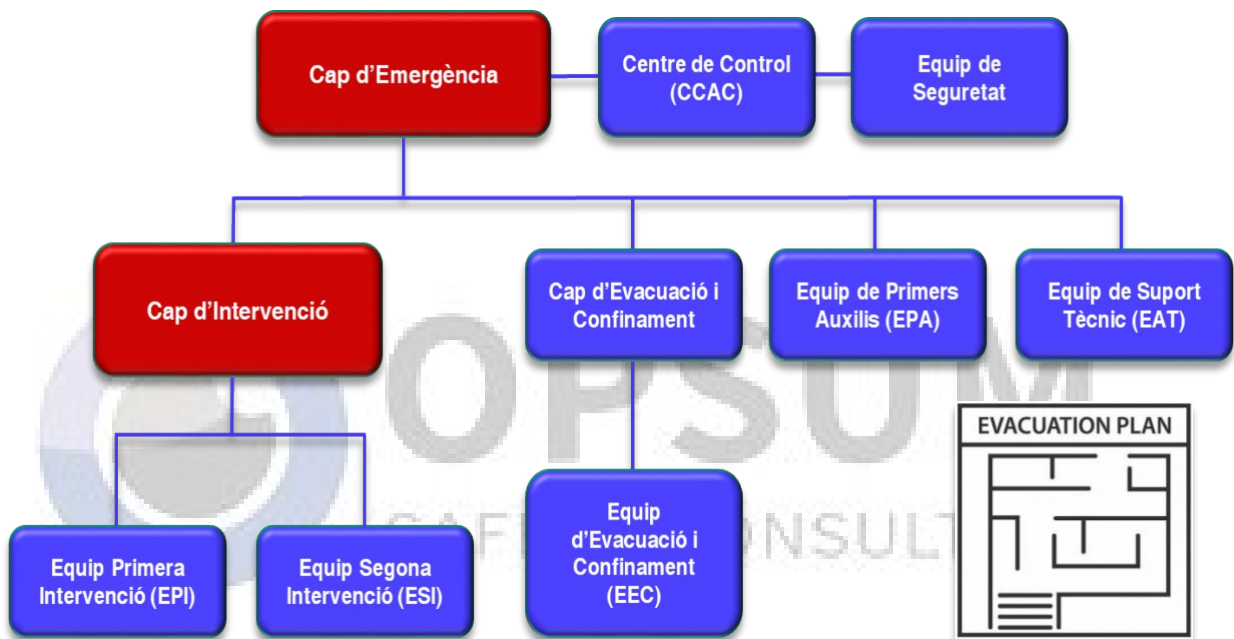 Cap d’Emergència
Centre de Control
(CCAC)
Equip de
Seguretat
Cap d’Intervenció
Cap d’Evacuació i
Confinament
Equip de Primers
Auxilis (EPA)
Equip de Suport
Tècnic (EAT)
OPSUM
EVACUATION PLAN
Equip Primera
Intervenció (EPI)
Equip Segona
Intervenció (ESI)
Equip
d’Evacuació i
Confinament
(EEC)